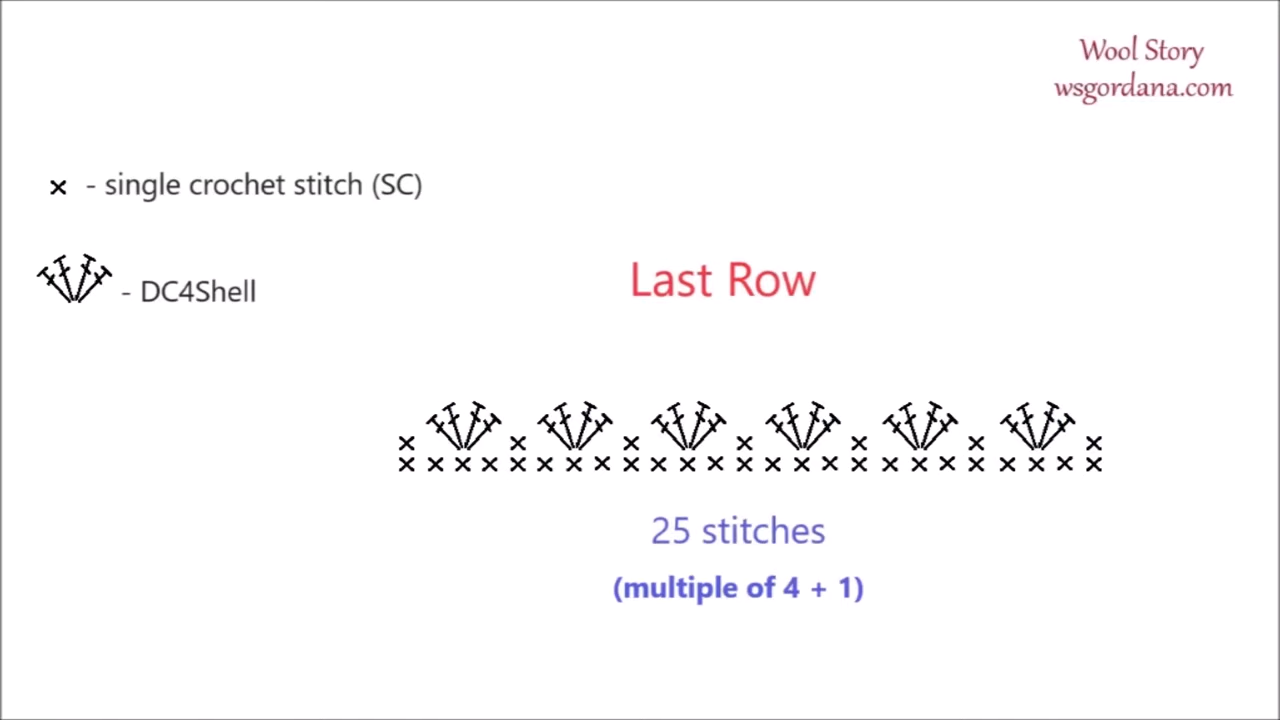 Wool Story
wsgordana.com
x - single crochet stitch (SC)
- DC4Shell
Last Row
25 stitches
(multiple of 4 + 1)